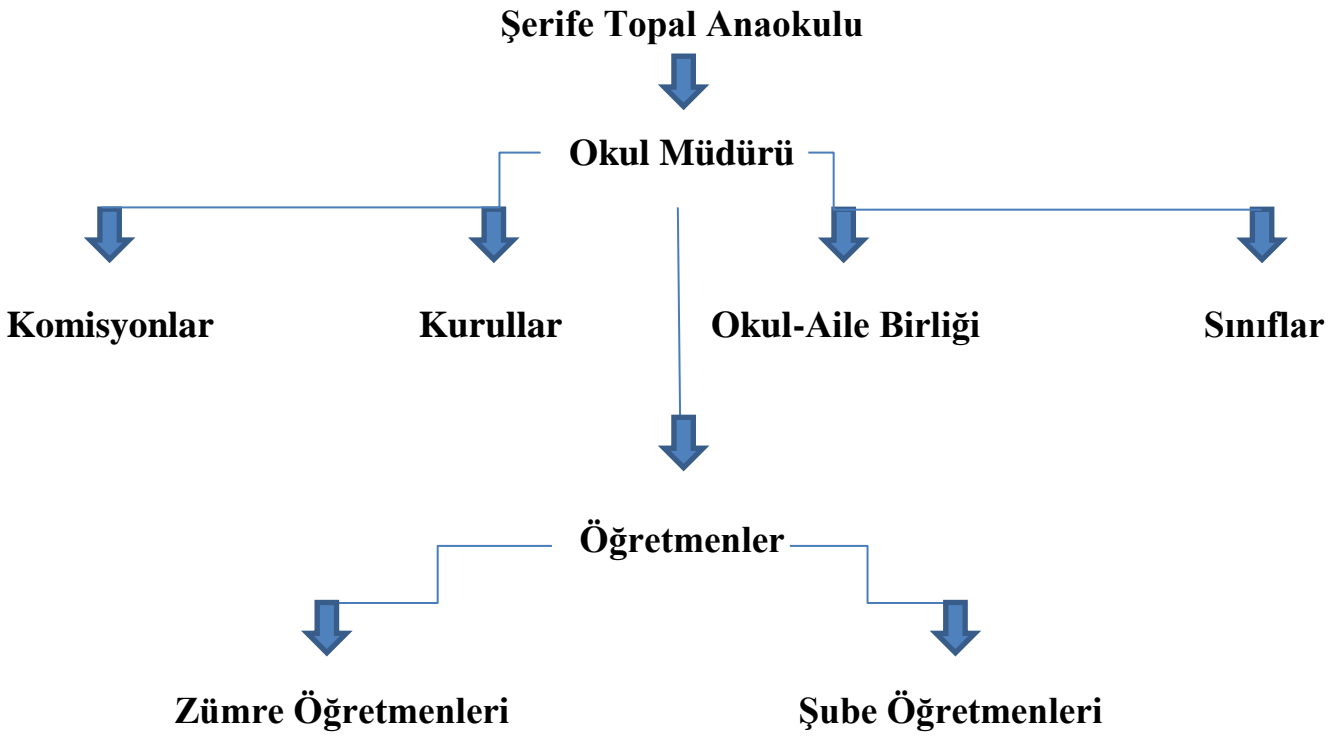 Şerife Topal Anaokulu
Okul Müdürü
Komisyonlar
Kurullar
Okul-Aile Birliği
Sınıflar
Öğretmenler
Zümre Öğretmenleri
Şube Öğretmenleri